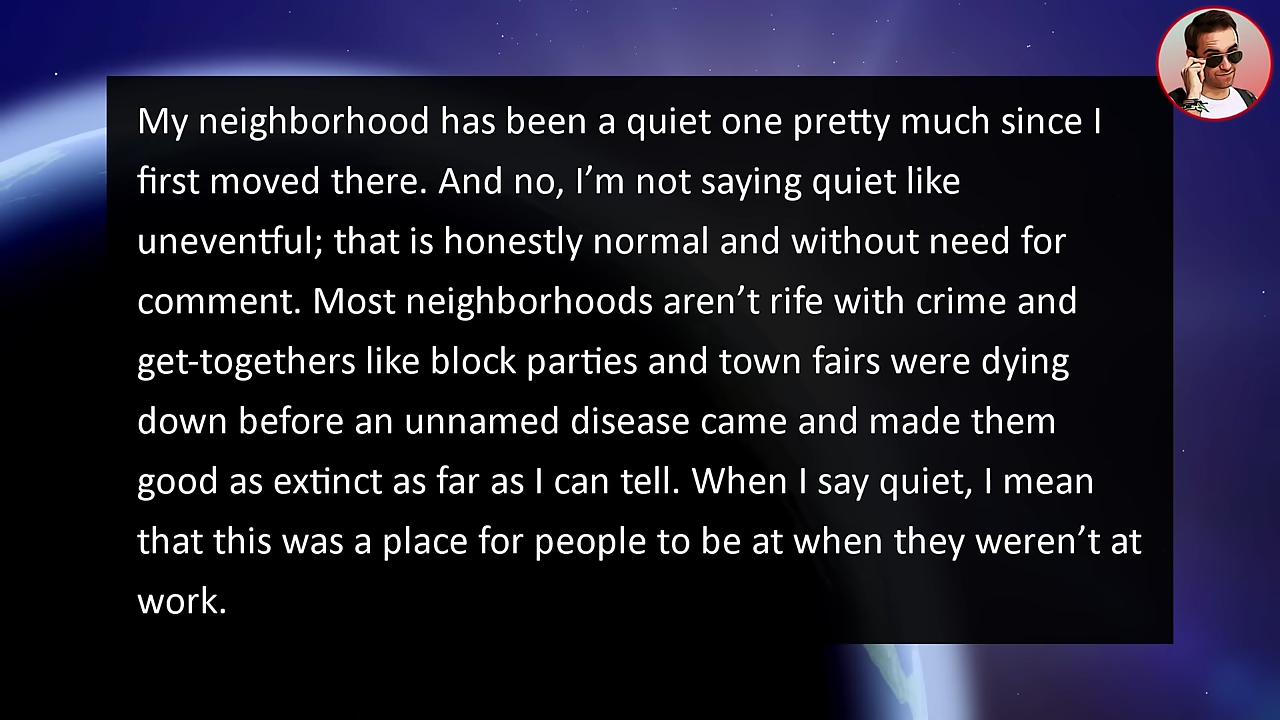 My neighborhood has been a quiet one pretty much since I
first moved there. And no, I’m not saying quiet like
uneventful; that is honestly normal and without need for
comment. Most neighborhoods aren’t rife with crime and
get-togethers like block parties and town fairs were dying
down before an unnamed disease came and made them
good as extinct as far as I can tell. When I say quiet, I mean
that this was a place for people to be at when they weren’t at
work.